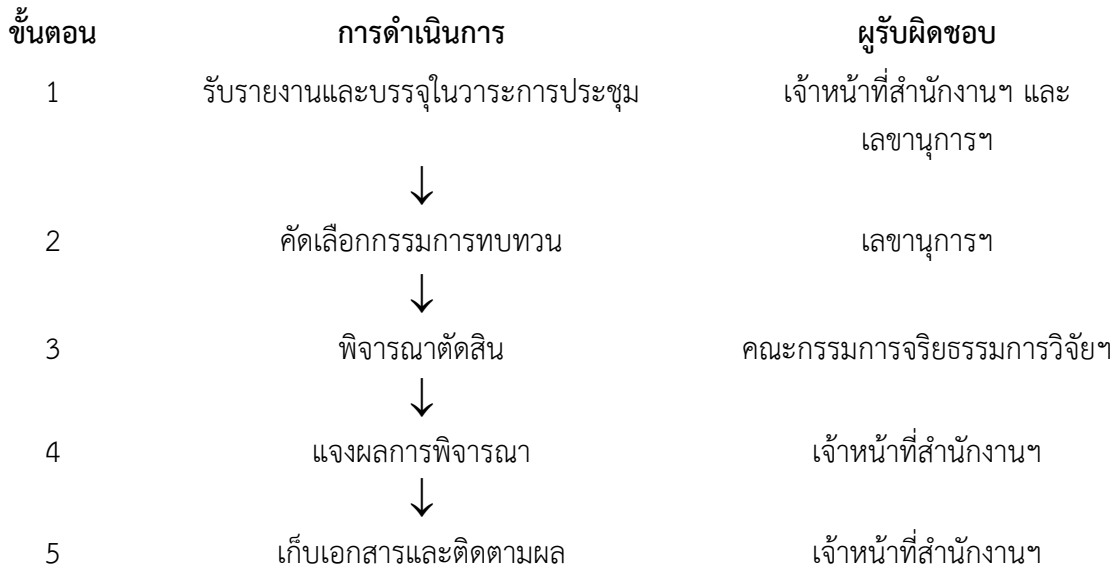 ขั้นตอน การดำเนินการ ผูรับผิดชอบ
1 รับรายงานและบรรจุในวาระการประชุม เจ้าหน้าที่สำนักงานฯ และ
เลขานุการฯ
↓
2 คัดเลือกกรรมการทบทวน เลขานุการฯ
↓
3 พิจารณาตัดสิน คณะกรรมการจริยธรรมการวิจัยฯ
↓
4 แจงผลการพิจารณา เจ้าหน้าที่สำนักงานฯ
↓
5 เก็บเอกสารและติดตามผล เจ้าหน้าที่สำนักงานฯ